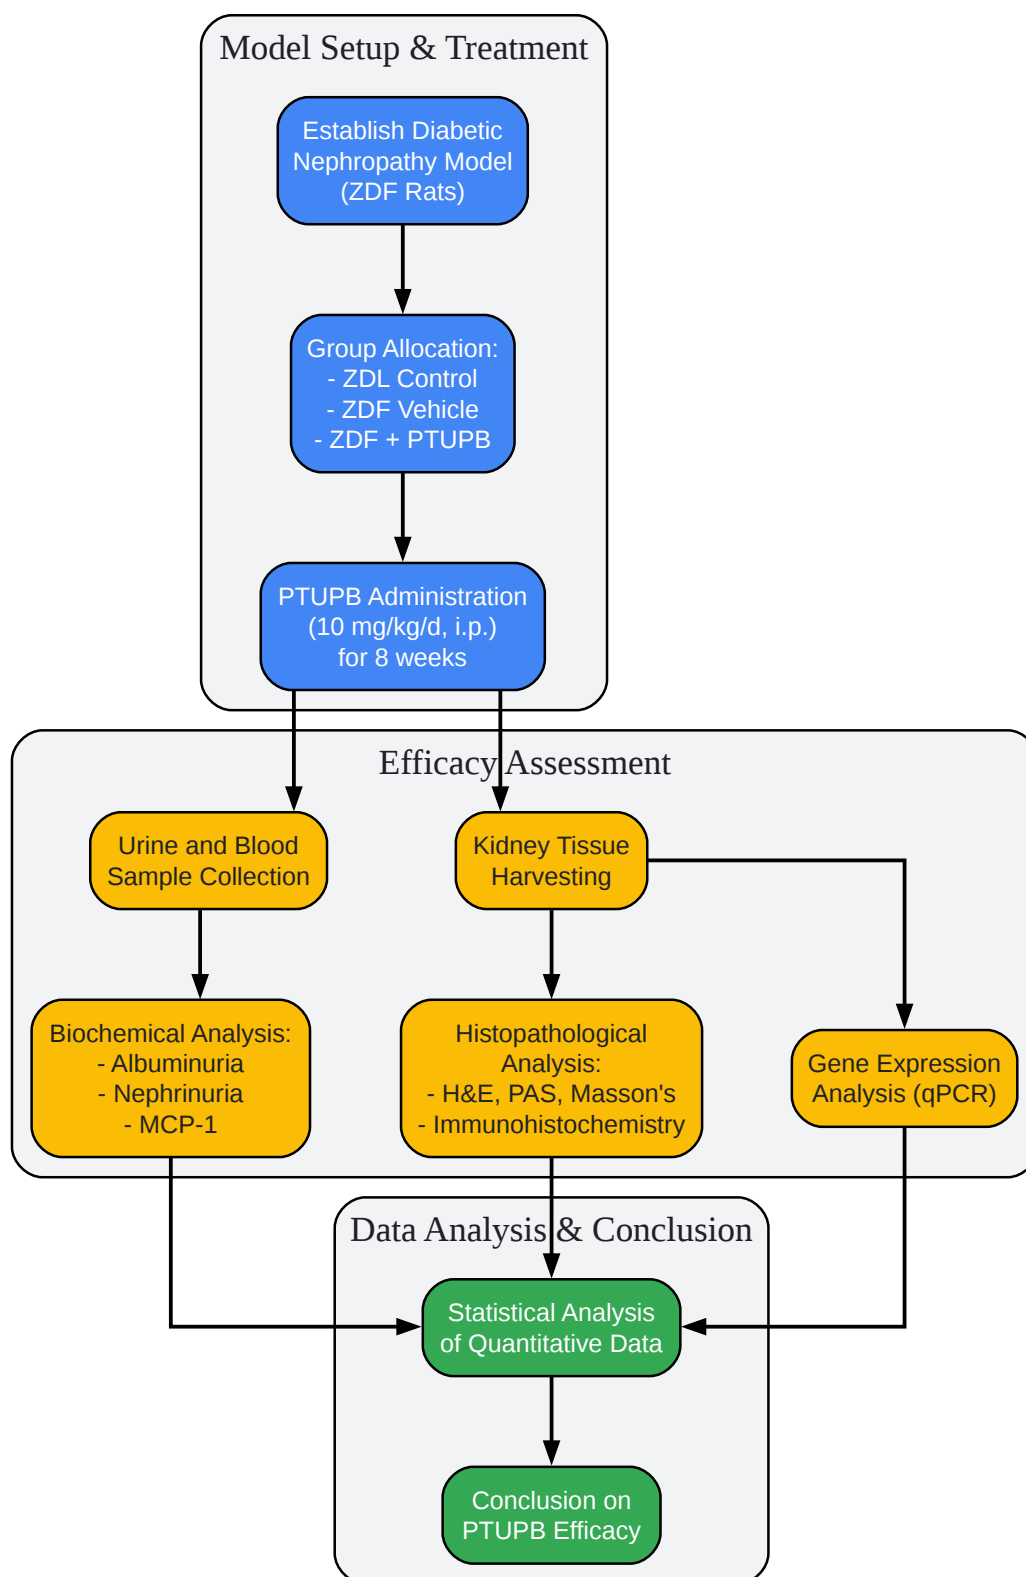 Model Setup & Treatment
Establish Diabetic
Nephropathy Model
(ZDF Rats)
Group Allocation:
- ZDL Control
- ZDF Vehicle
- ZDF + PTUPB
PTUPB Administration
(10 mg/kg/d, i.p.)
for 8 weeks
Efficacy Assessment
Urine and Blood
Sample Collection
Kidney Tissue
Harvesting
Biochemical Analysis:
- Albuminuria
- Nephrinuria
- MCP-1
Histopathological
Analysis:
- H&E, PAS, Masson's
- Immunohistochemistry
Gene Expression
Analysis (qPCR)
Data Analysis & Conclusion
Statistical Analysis
of Quantitative Data
Conclusion on
PTUPB Efficacy